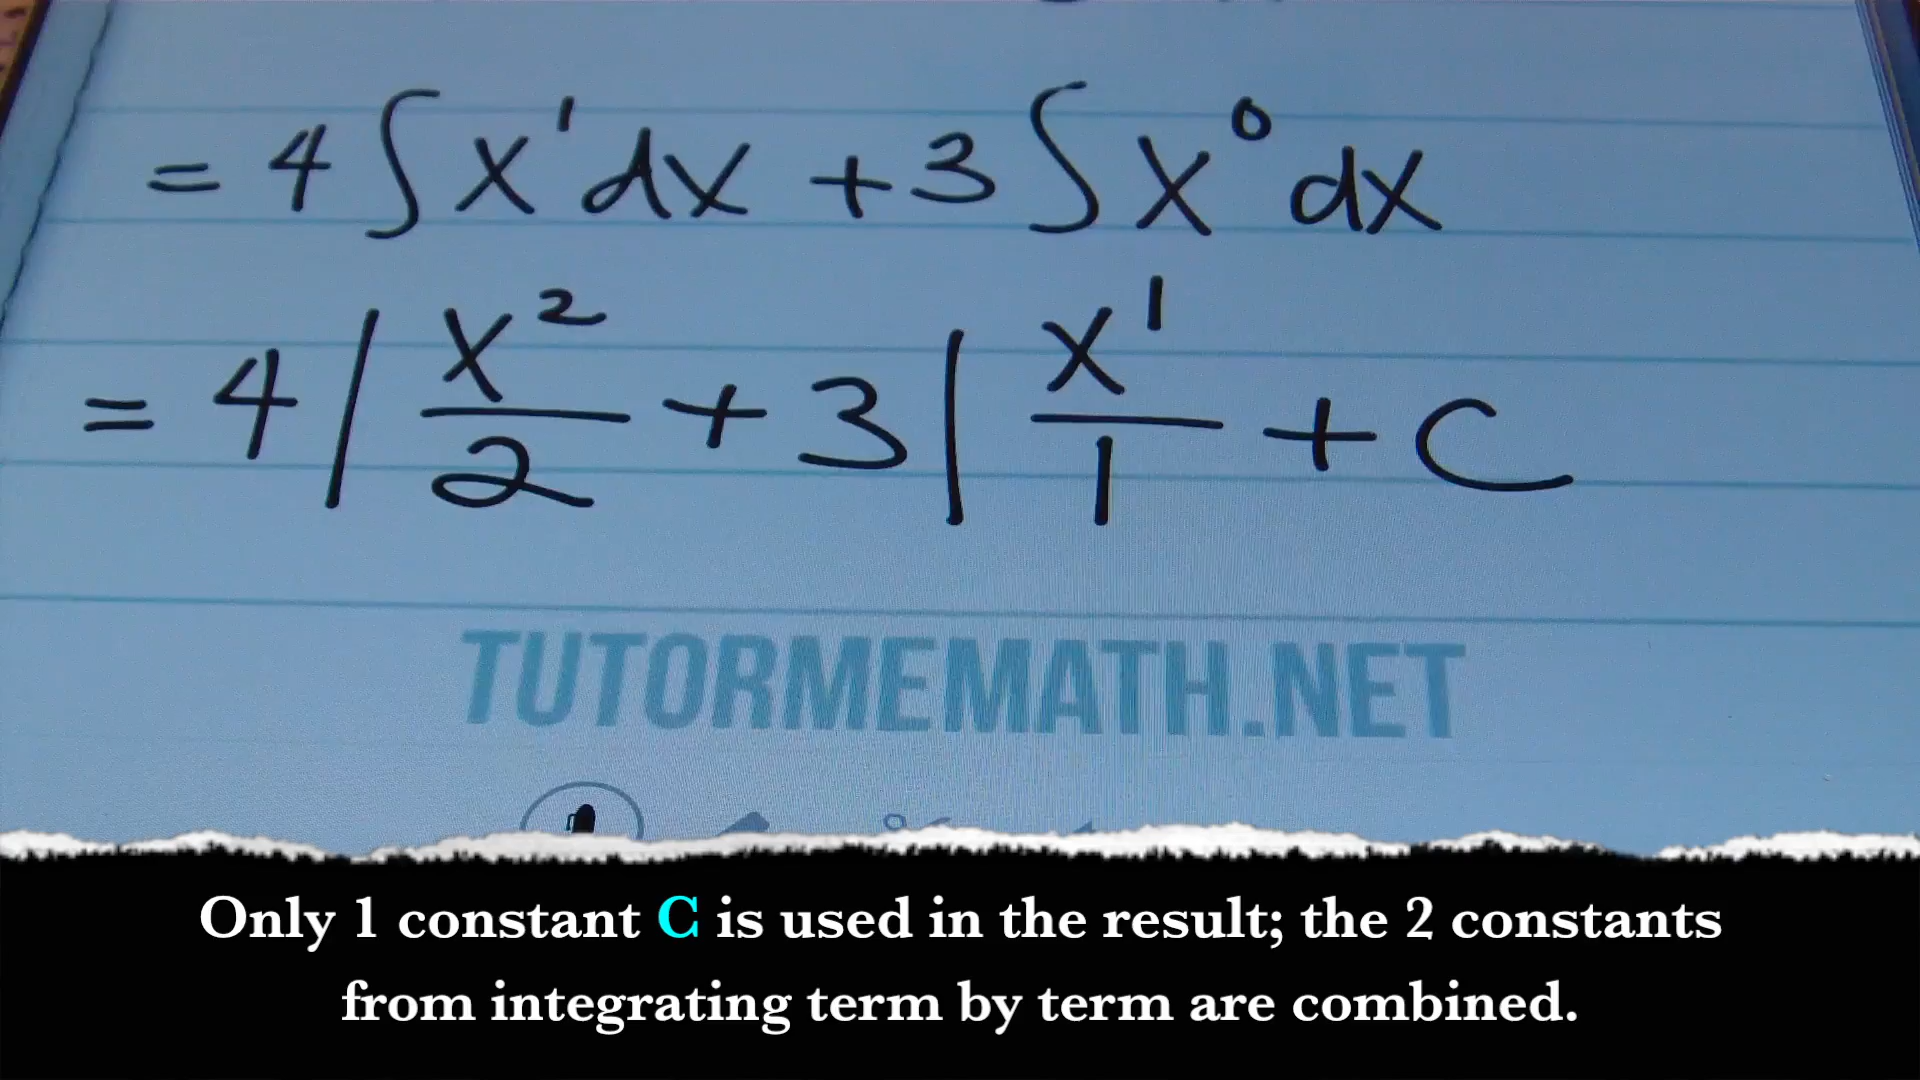 = 4 ∫ x¹ dx + 3 ∫ x⁰ dx
= 4 | x²/2 + 3 | x¹/1 + C
TUTORMEMATH.NET
Only 1 constant C is used in the result; the 2 constants
from integrating term by term are combined.